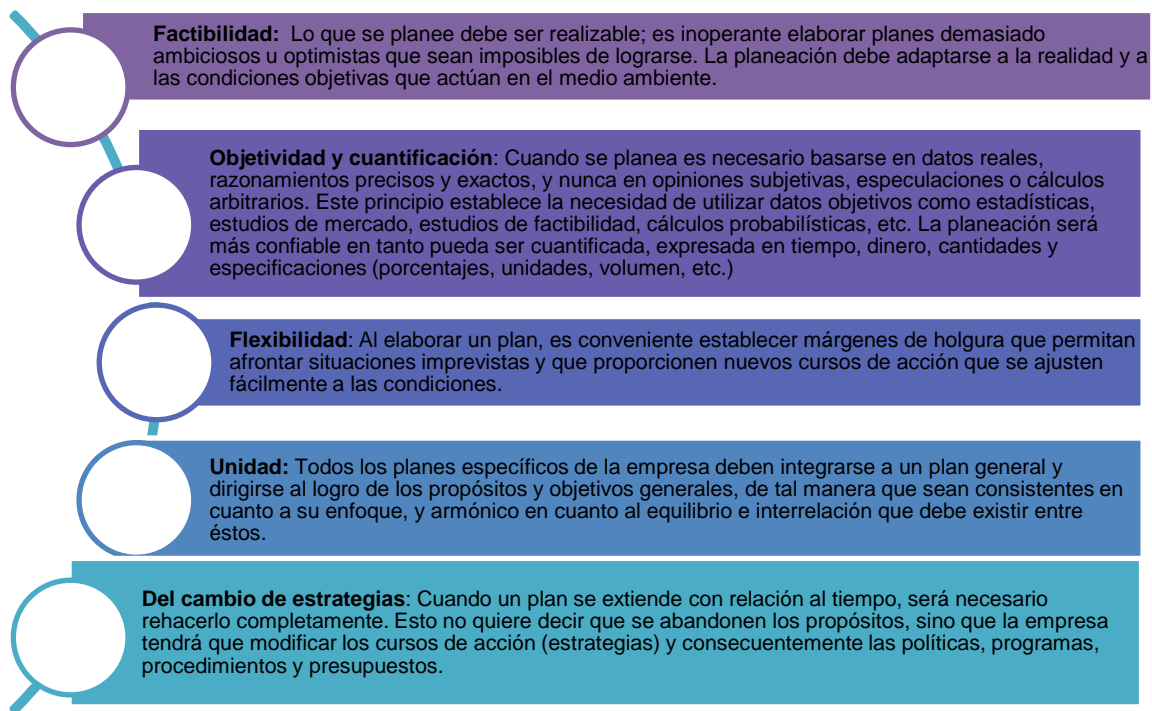 Factibilidad: Lo que se planee debe ser realizable; es inoperante elaborar planes demasiado
ambiciosos u optimistas que sean imposibles de lograrse. La planeación debe adaptarse a la realidad y a
las condiciones objetivas que actúan en el medio ambiente.
Objetividad y cuantificación: Cuando se planea es necesario basarse en datos reales,
razonamientos precisos y exactos, y nunca en opiniones subjetivas, especulaciones o cálculos
arbitrarios. Este principio establece la necesidad de utilizar datos objetivos como estadísticas,
estudios de mercado, estudios de factibilidad, cálculos probabilísticas, etc. La planeación será
más confiable en tanto pueda ser cuantificada, expresada en tiempo, dinero, cantidades y
especificaciones (porcentajes, unidades, volumen, etc.)
Flexibilidad: Al elaborar un plan, es conveniente establecer márgenes de holgura que permitan
afrontar situaciones imprevistas y que proporcionen nuevos cursos de acción que se ajusten
fácilmente a las condiciones.
Unidad: Todos los planes específicos de la empresa deben integrarse a un plan general y
dirigirse al logro de los propósitos y objetivos generales, de tal manera que sean consistentes en
cuanto a su enfoque, y armónico en cuanto al equilibrio e interrelación que debe existir entre
éstos.
Del cambio de estrategias: Cuando un plan se extiende con relación al tiempo, será necesario
rehacerlo completamente. Esto no quiere decir que se abandonen los propósitos, sino que la empresa
tendrá que modificar los cursos de acción (estrategias) y consecuentemente las políticas, programas,
procedimientos y presupuestos.